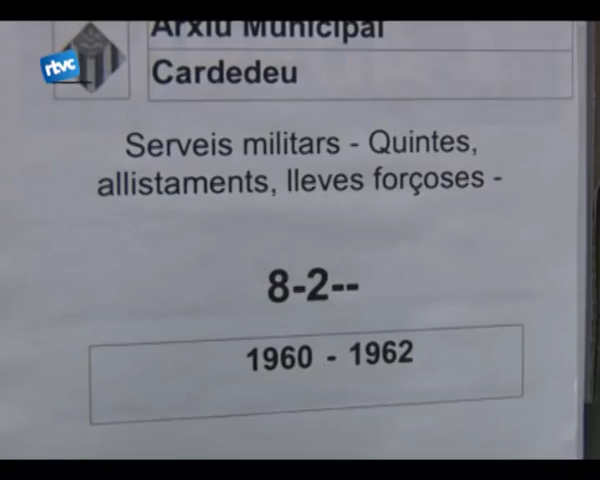 Arxiu Municipal
rtvc
Cardedeu
Serveis militars - Quintes,
allistaments, lleves forçoses -
8-2--
1960 - 1962